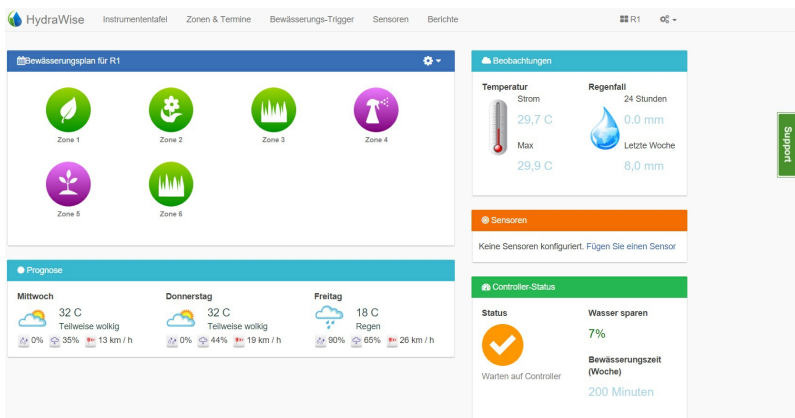 HydraWise Instrumententafel Zonen & Termine Bewässerungs-Trigger Sensoren Berichte R1
Bewässerungsplan für R1
Zone 1 Zone 2 Zone 3 Zone 4
Zone 5 Zone 6
Prognose
Mittwoch
32 C
Teilweise wolkig
0% 35% 13 km / h
Donnerstag
32 C
Teilweise wolkig
0% 44% 19 km / h
Freitag
18 C
Regen
90% 65% 26 km / h
Beobachtungen
Temperatur
Strom
29,7 C
Max
29,9 C
Regenfall
24 Stunden
0.0 mm
Letzte Woche
8,0 mm
Sensoren
Keine Sensoren konfiguriert. Fügen Sie einen Sensor
Controller-Status
Status
Warten auf Controller
Wasser sparen
7%
Bewässerungszeit
(Woche)
200 Minuten
Support